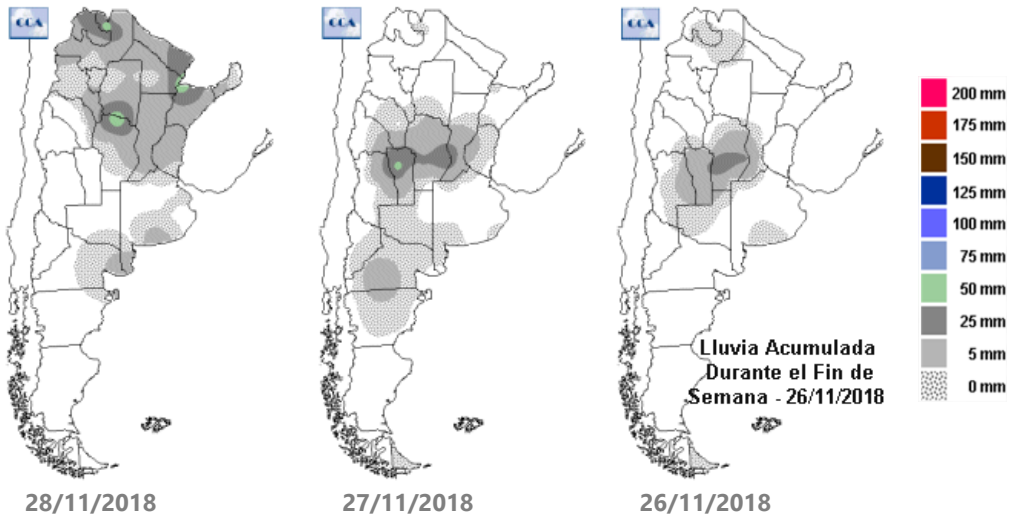 CCA
CCA
CCA
200 mm
175 mm
150 mm
125 mm
100 mm
75 mm
50 mm
25 mm
5 mm
0 mm
Lluvia Acumulada
Durante el Fin de
Semana - 26/11/2018
28/11/2018
27/11/2018
26/11/2018